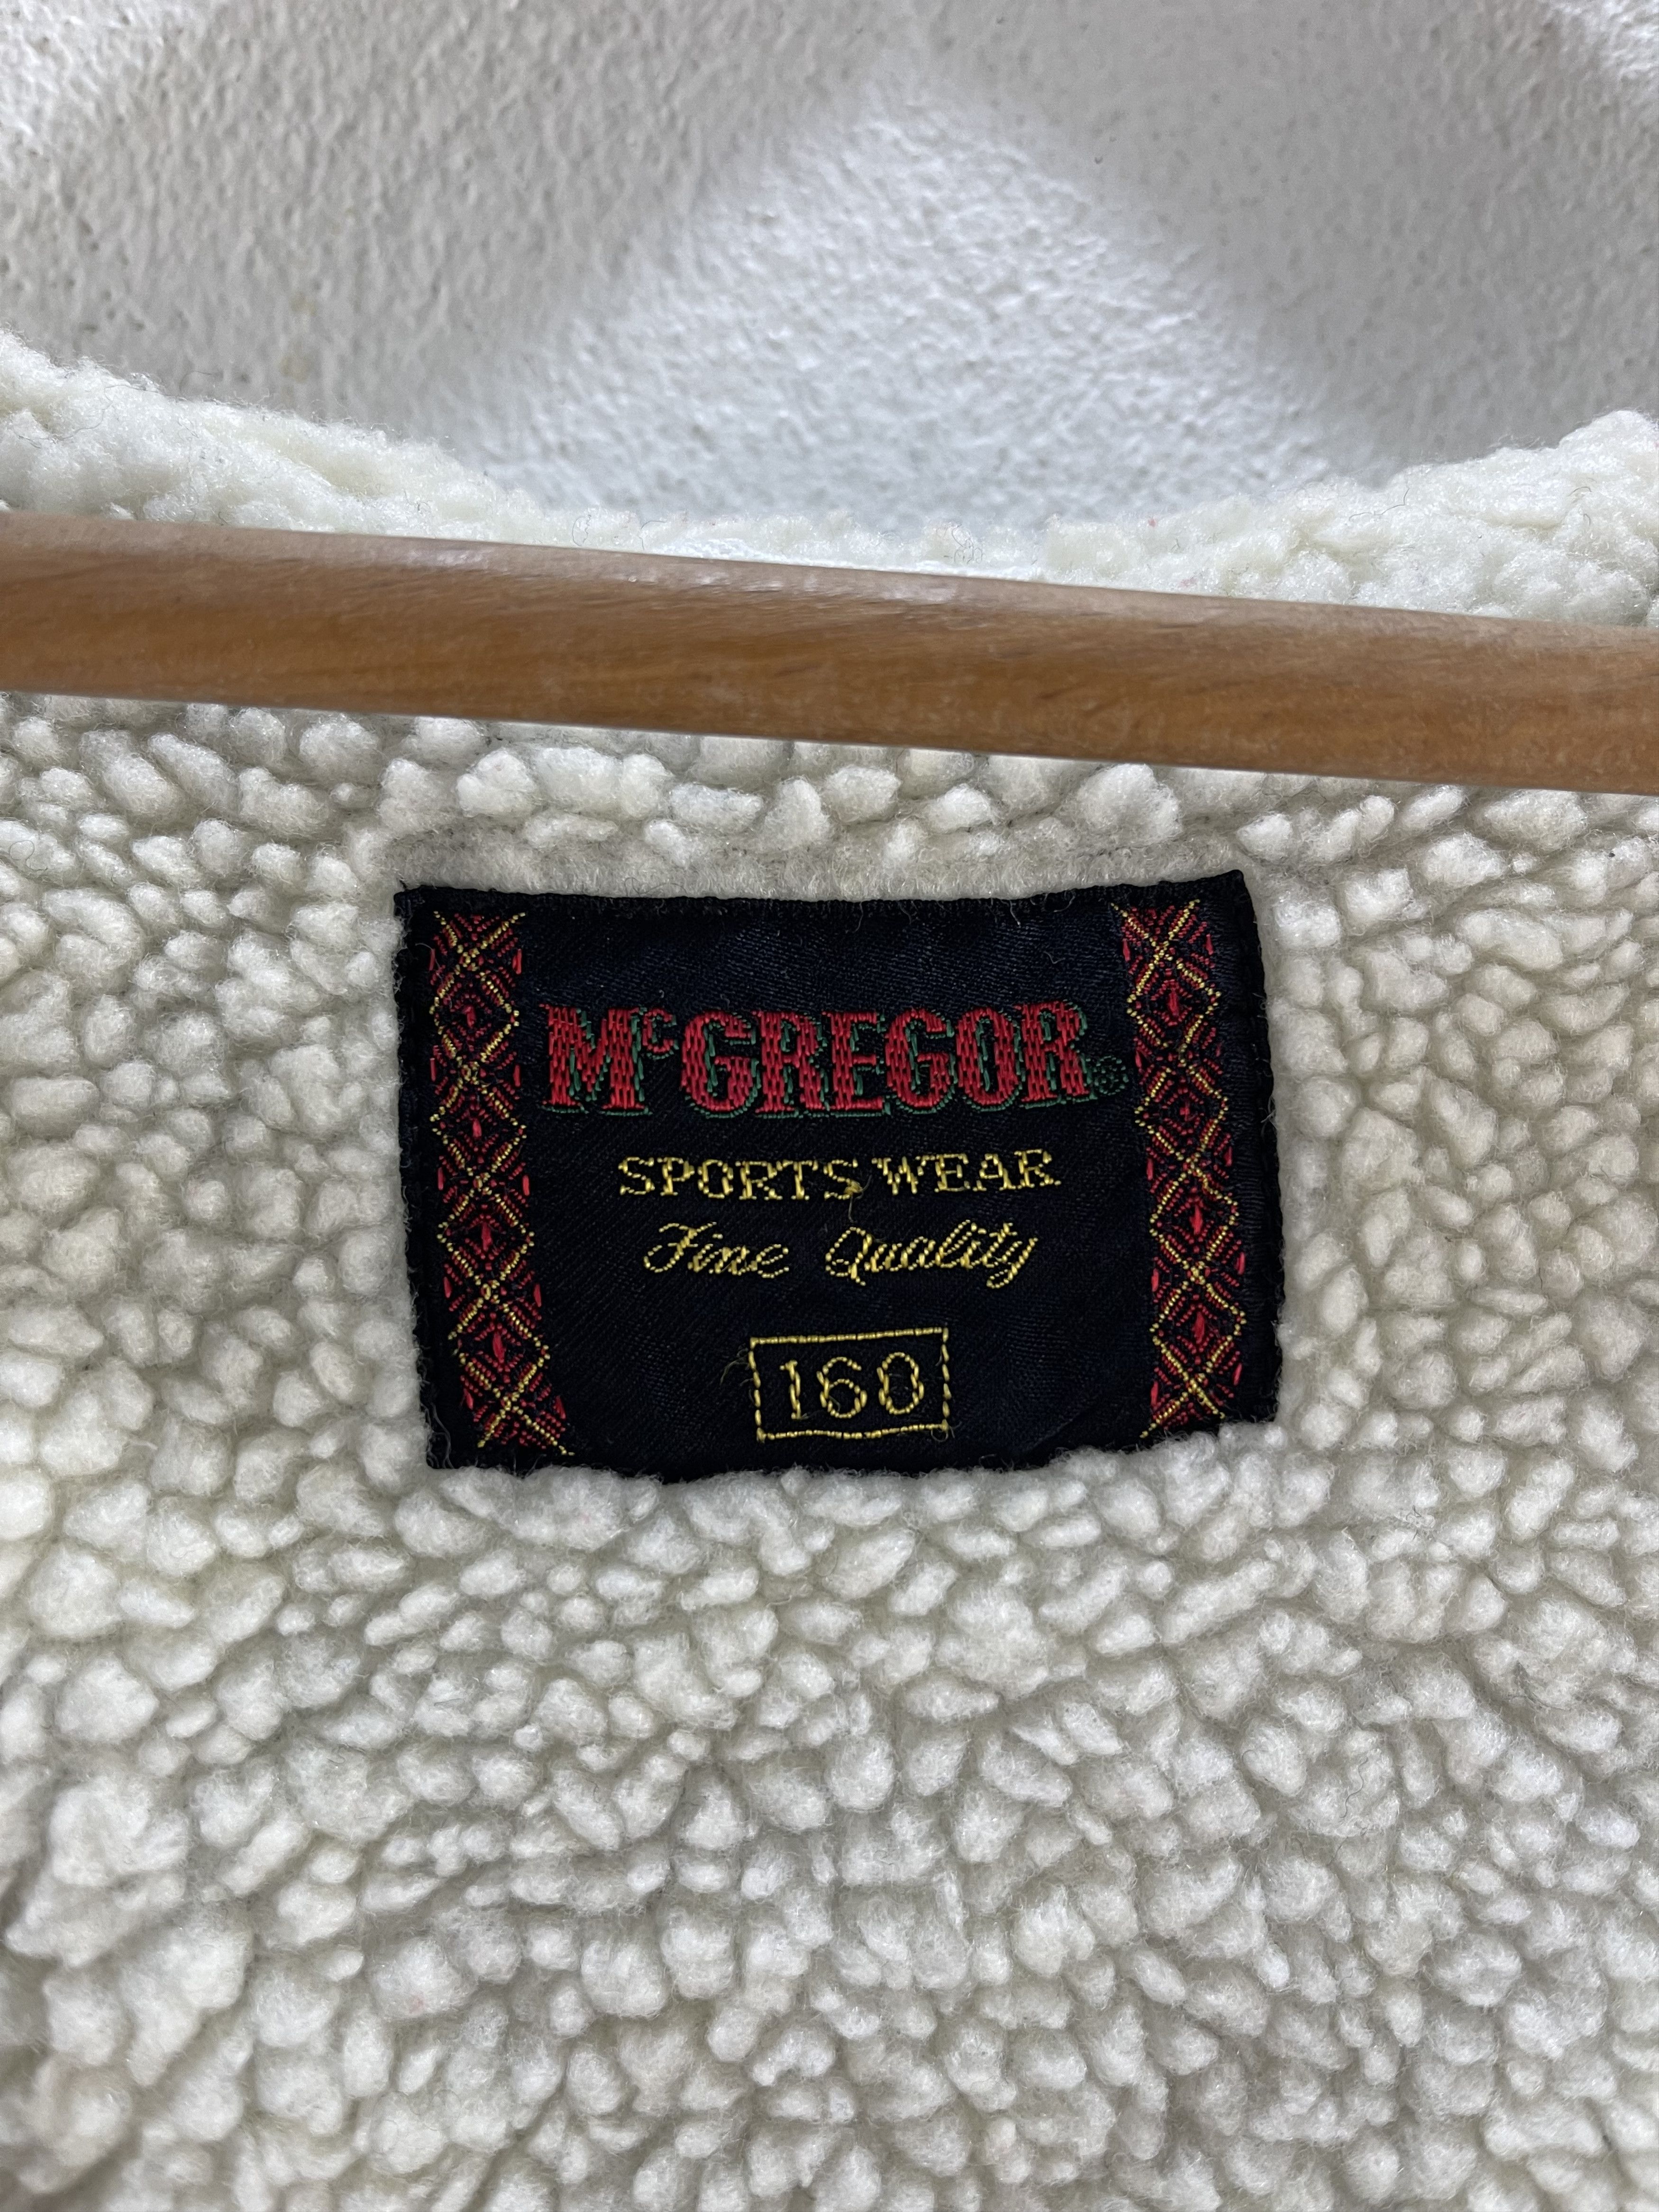 McGREGOR®
SPORTS WEAR
Fine Quality
160